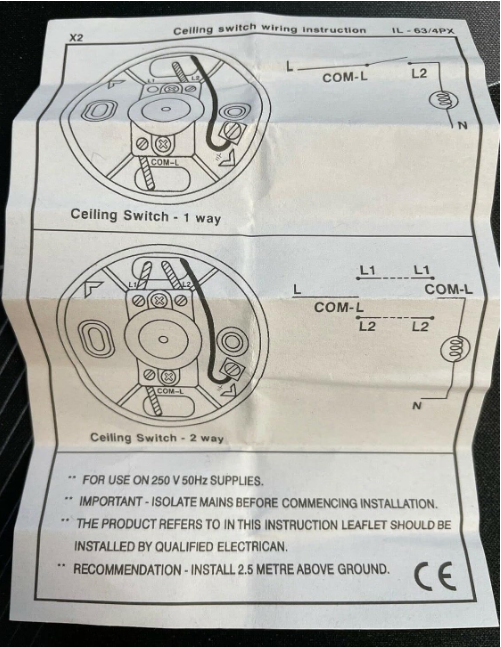 X2 Ceiling switch wiring instruction IL - 63/4PX
L1 L2
COM-L
L COM-L L2
N
Ceiling Switch - 1 way
L1 L2
COM-L
L1 L1
L COM-L
COM-L
L2 L2
N
Ceiling Switch - 2 way
** FOR USE ON 250 V 50Hz SUPPLIES.
** IMPORTANT - ISOLATE MAINS BEFORE COMMENCING INSTALLATION.
** THE PRODUCT REFERS TO IN THIS INSTRUCTION LEAFLET SHOULD BE
INSTALLED BY QUALIFIED ELECTRICAN.
** RECOMMENDATION - INSTALL 2.5 METRE ABOVE GROUND.
CE